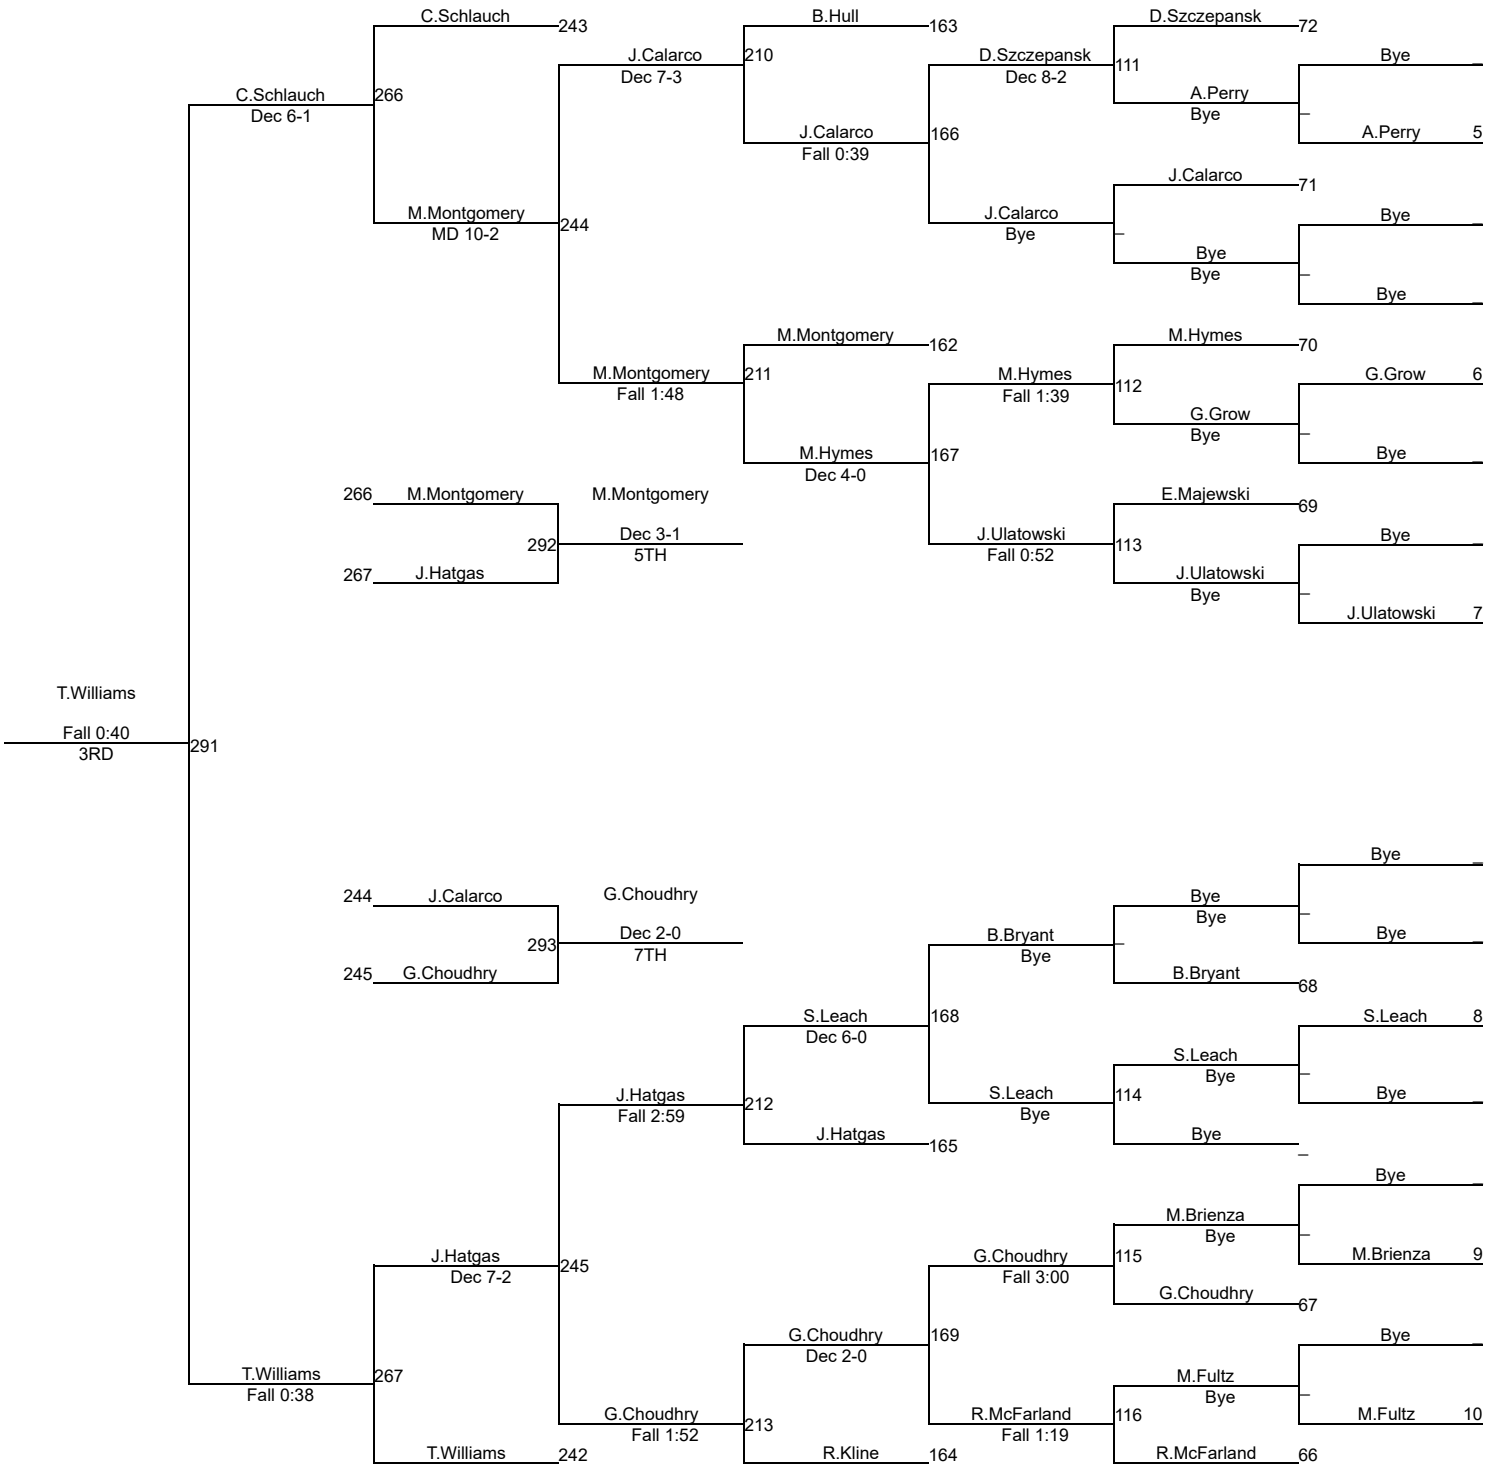 C.Schlauch 243
B.Hull 163
D.Szczepansk 72
J.Calarco 210
Dec 7-3
D.Szczepansk 111
Dec 8-2
Bye _
C.Schlauch 266
Dec 6-1
A.Perry _
Bye
J.Calarco 166
Fall 0:39
A.Perry 5
J.Calarco 71
M.Montgomery 244
MD 10-2
J.Calarco _
Bye
Bye _
Bye _
Bye
Bye _
M.Montgomery 162
M.Hymes 70
M.Montgomery 211
Fall 1:48
M.Hymes 112
Fall 1:39
G.Grow 6
G.Grow _
Bye
M.Hymes 167
Dec 4-0
Bye _
266 M.Montgomery
M.Montgomery
E.Majewski 69
292
Dec 3-1
5TH
J.Ulatowski 113
Fall 0:52
Bye _
267 J.Hatgas
J.Ulatowski _
Bye
J.Ulatowski 7
T.Williams
Fall 0:40
3RD
291
Bye _
244 J.Calarco
G.Choudhry
Bye _
Bye
293
Dec 2-0
7TH
B.Bryant _
Bye
Bye _
245 G.Choudhry
B.Bryant 68
S.Leach 168
Dec 6-0
S.Leach 8
S.Leach _
Bye
J.Hatgas 212
Fall 2:59
S.Leach 114
Bye
Bye _
J.Hatgas 165
Bye _
Bye _
M.Brienza _
Bye
J.Hatgas 245
Dec 7-2
G.Choudhry 115
Fall 3:00
M.Brienza 9
G.Choudhry 67
G.Choudhry 169
Dec 2-0
Bye _
T.Williams 267
Fall 0:38
M.Fultz _
Bye
G.Choudhry 213
Fall 1:52
R.McFarland 116
Fall 1:19
M.Fultz 10
T.Williams 242
R.Kline 164
R.McFarland 66